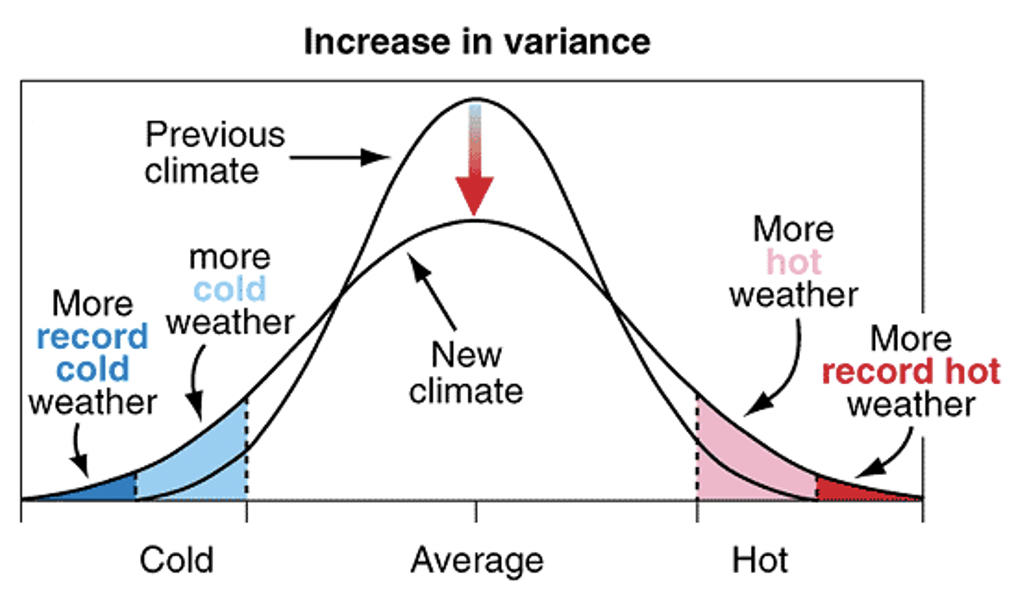 Increase in variance
Previous
climate
more
cold
weather
More
record
cold
weather
New
climate
More
hot
weather
More
record hot
weather
Cold
Average
Hot